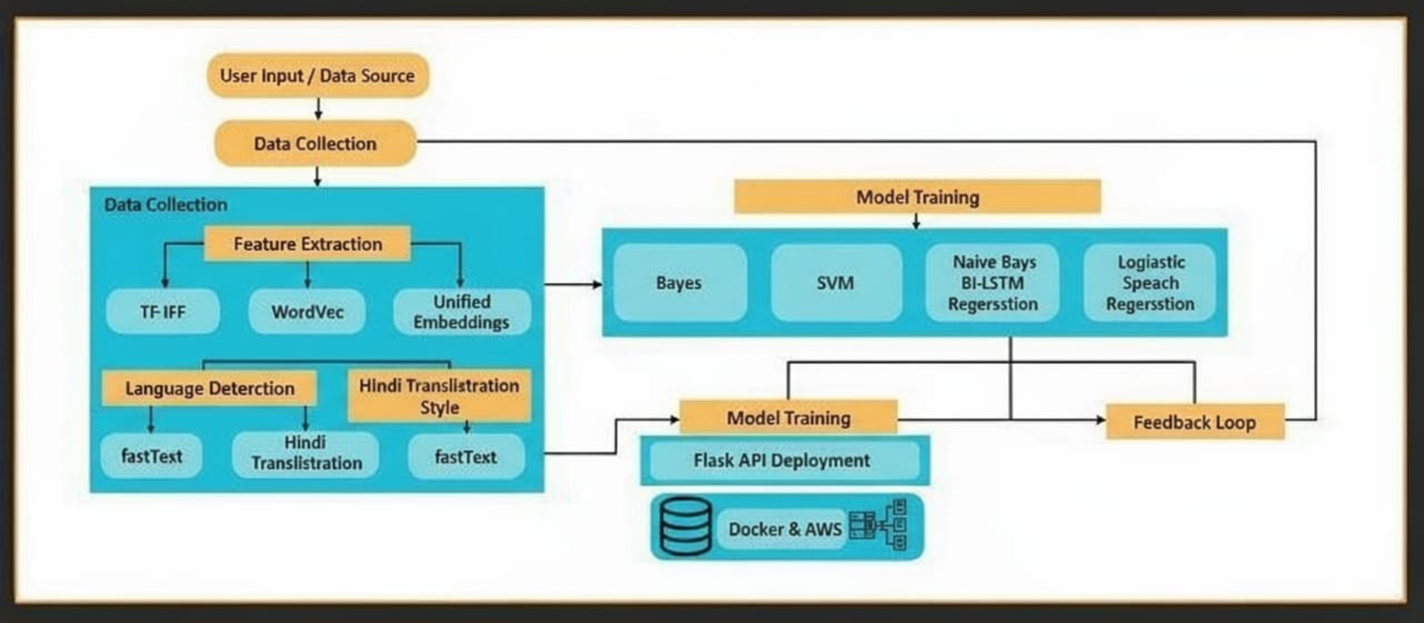 User Input / Data Source
Data Collection
Data Collection
Feature Extraction
TF-IFF
WordVec
Unified
Embeddings
Language Deterction
Hindi Translistration
Style
fastText
Hindi
Translistration
fastText
Model Training
Bayes
SVM
Naive Bays
BI-LSTM
Regersstion
Logiastic
Speach
Regersstion
Model Training
Flask API Deployment
Docker & AWS
Feedback Loop